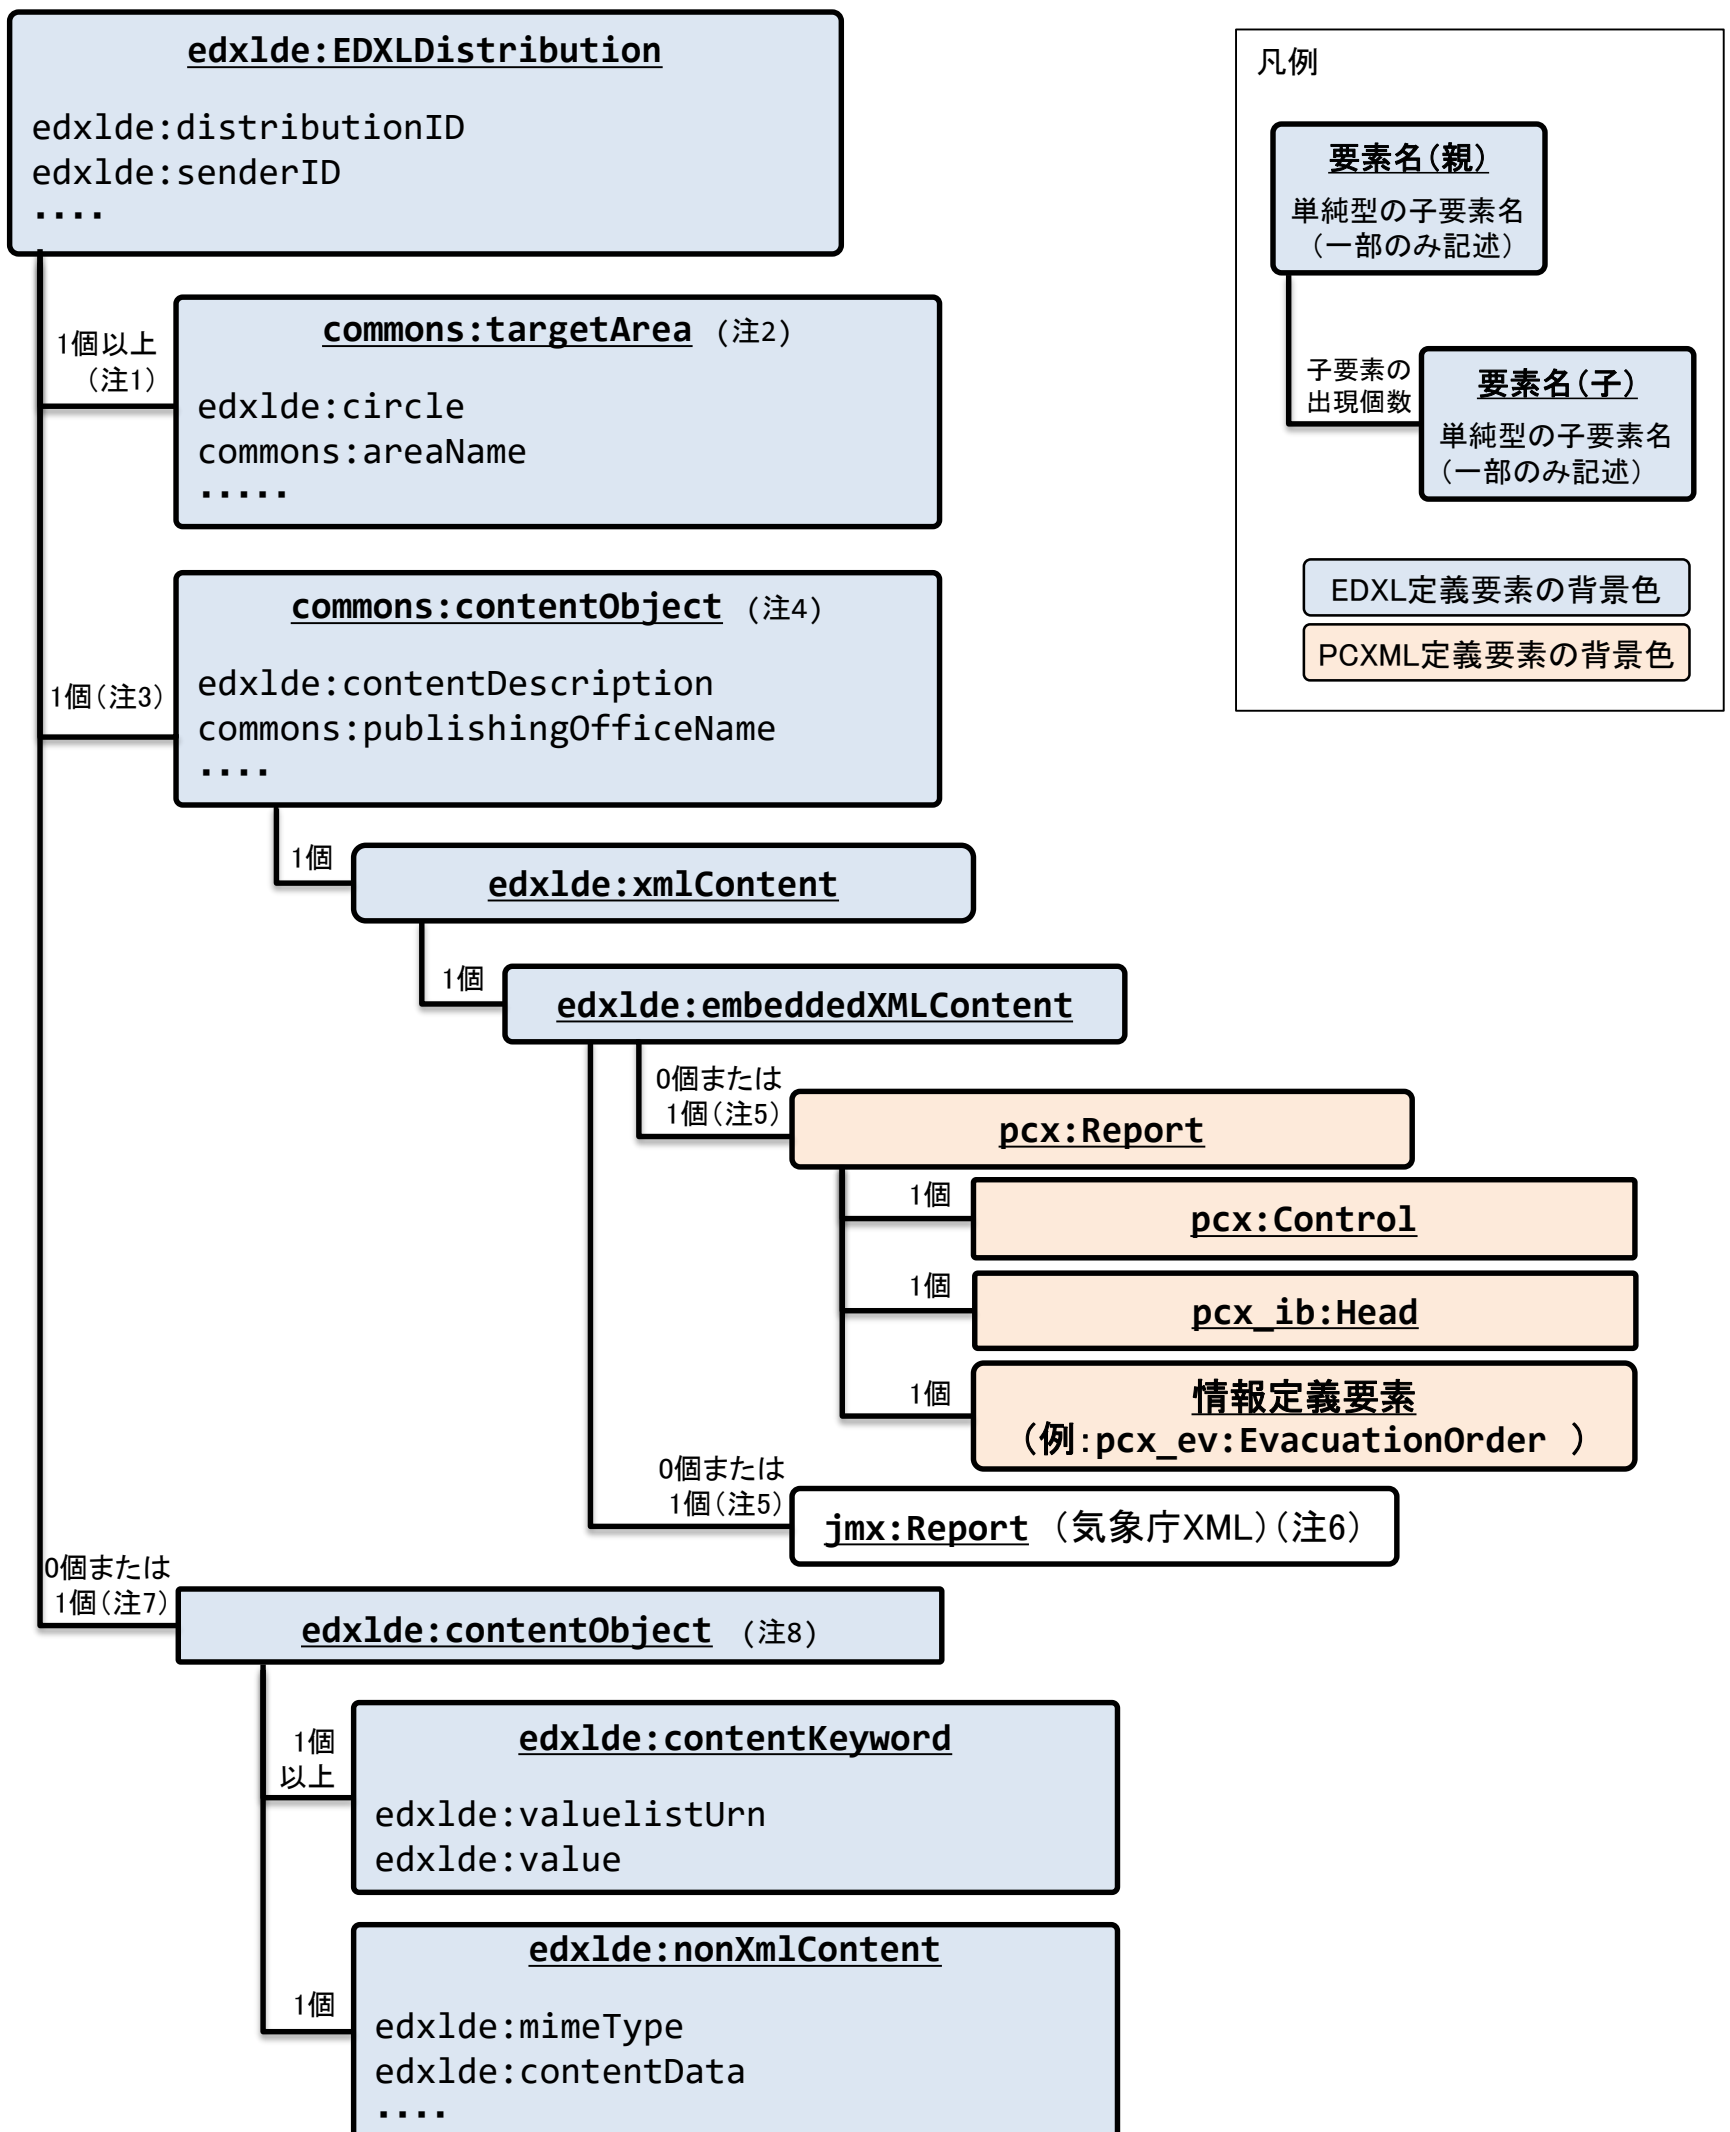 edxlde:EDXLDistribution
edxlde:distributionID
edxlde:senderID
・・・・
1個以上
(注1)
commons:targetArea (注2)
edxlde:circle
commons:areaName
・・・・・
1個(注3)
commons:contentObject (注4)
edxlde:contentDescription
commons:publishingOfficeName
・・・・
1個
edxlde:xmlContent
1個
edxlde:embeddedXMLContent
0個または
1個(注5)
pcx:Report
1個
pcx:Control
1個
pcx_ib:Head
1個
情報定義要素
(例:pcx_ev:EvacuationOrder )
0個または
1個(注5)
jmx:Report (気象庁XML)(注6)
0個または
1個(注7)
edxlde:contentObject (注8)
1個
以上
edxlde:contentKeyword
edxlde:valuelistUrn
edxlde:value
1個
edxlde:nonXmlContent
edxlde:mimeType
edxlde:contentData
・・・・
凡例
要素名(親)
単純型の子要素名
(一部のみ記述)
子要素の
出現個数
要素名(子)
単純型の子要素名
(一部のみ記述)
EDXL定義要素の背景色
PCXML定義要素の背景色